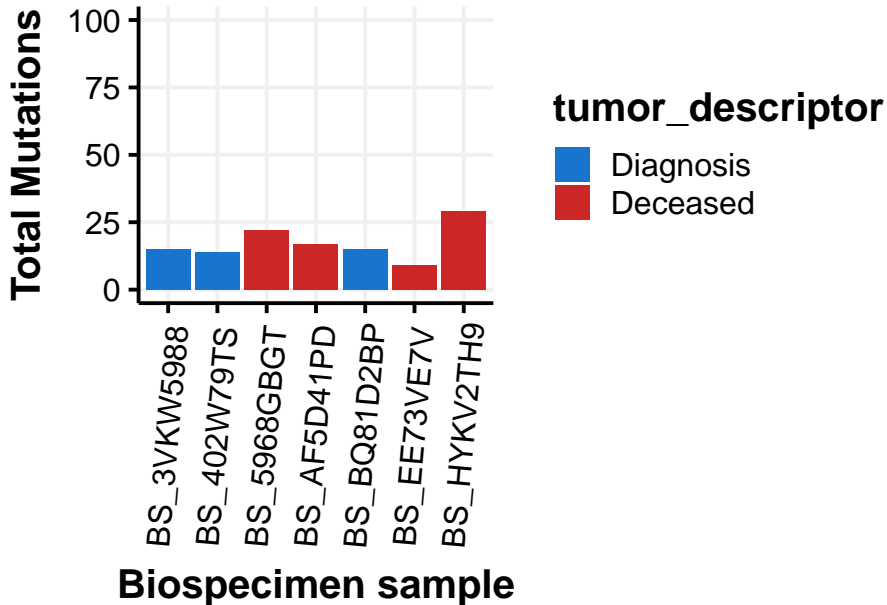 Total Mutations
100
75
50
25
0
BS_3VKW5988
BS_402W79TS
BS_5968GBGT
BS_AF5D41PD
BS_BQ81D2BP
BS_EE73VE7V
BS_HYKV2TH9
Biospecimen sample
tumor_descriptor
Diagnosis
Deceased